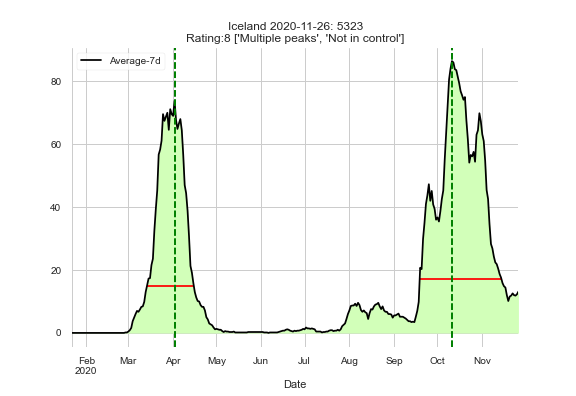 Iceland 2020-11-26: 5323
Rating:8 ['Multiple peaks', 'Not in control']
Average-7d
80
60
40
20
0
Feb Mar Apr May Jun Jul Aug Sep Oct Nov
2020
Date